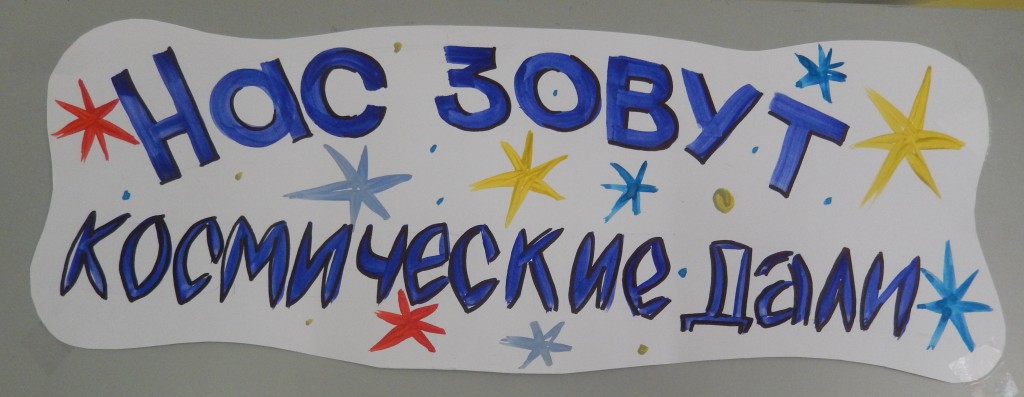 Нас зовут
космические дали